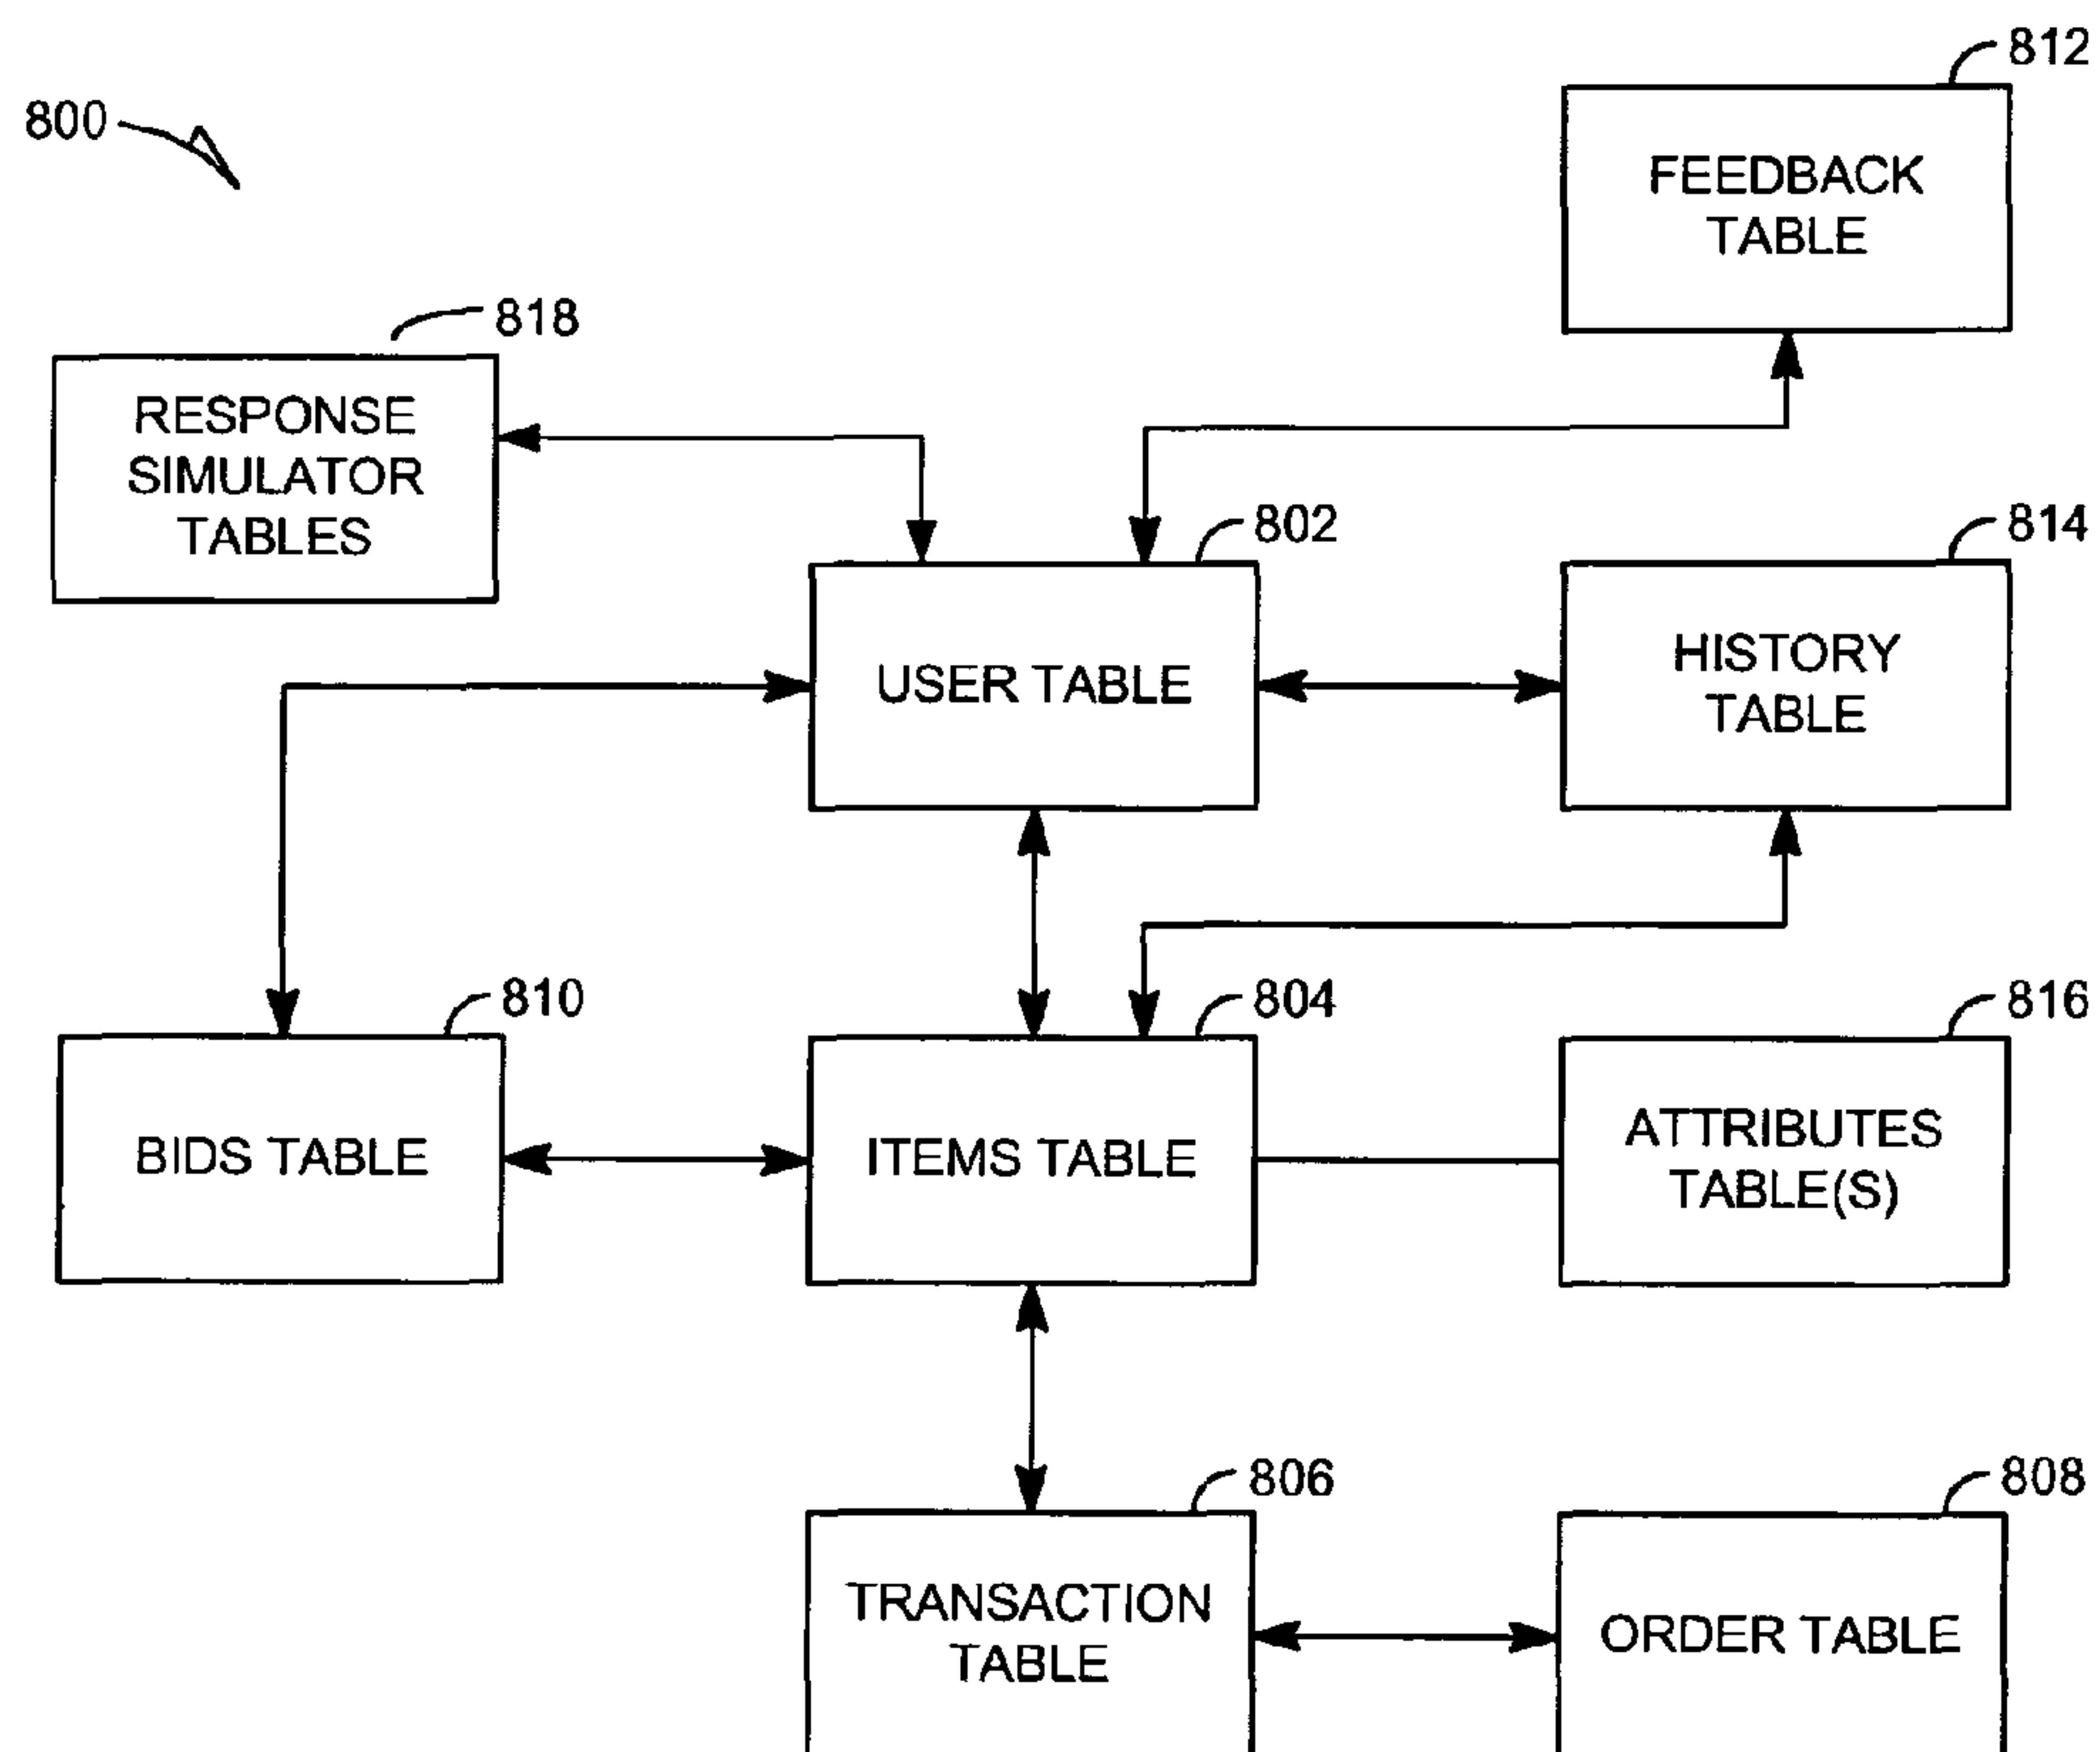 812
800
FEEDBACK
TABLE
818
RESPONSE
SIMULATOR
TABLES
802
814
USER TABLE
HISTORY
TABLE
810
804
816
BIDS TABLE
ITEMS TABLE
ATTRIBUTES
TABLE(S)
806
808
TRANSACTION
TABLE
ORDER TABLE